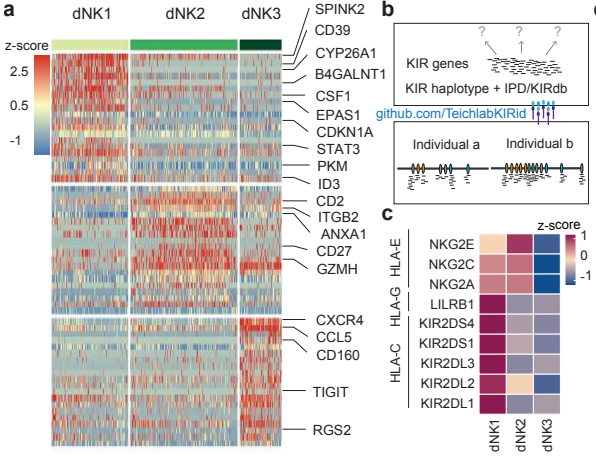 a
dNK1 dNK2 dNK3
z-score
2.5
0.5
-1
SPINK2
CD39
CYP26A1
B4GALNT1
CSF1
EPAS1
CDKN1A
STAT3
PKM
ID3
CD2
ITGB2
ANXA1
CD27
GZMH
CXCR4
CCL5
CD160
TIGIT
RGS2
b
? ? ?
KIR genes
KIR haplotype + IPD/KIRdb
github.com/TeichlabKIRid
Individual a Individual b
c
z-score
1
0
-1
HLA-E
NKG2E
NKG2C
NKG2A
HLA-G
LILRB1
HLA-C
KIR2DS4
KIR2DS1
KIR2DL3
KIR2DL2
KIR2DL1
dNK1 dNK2 dNK3